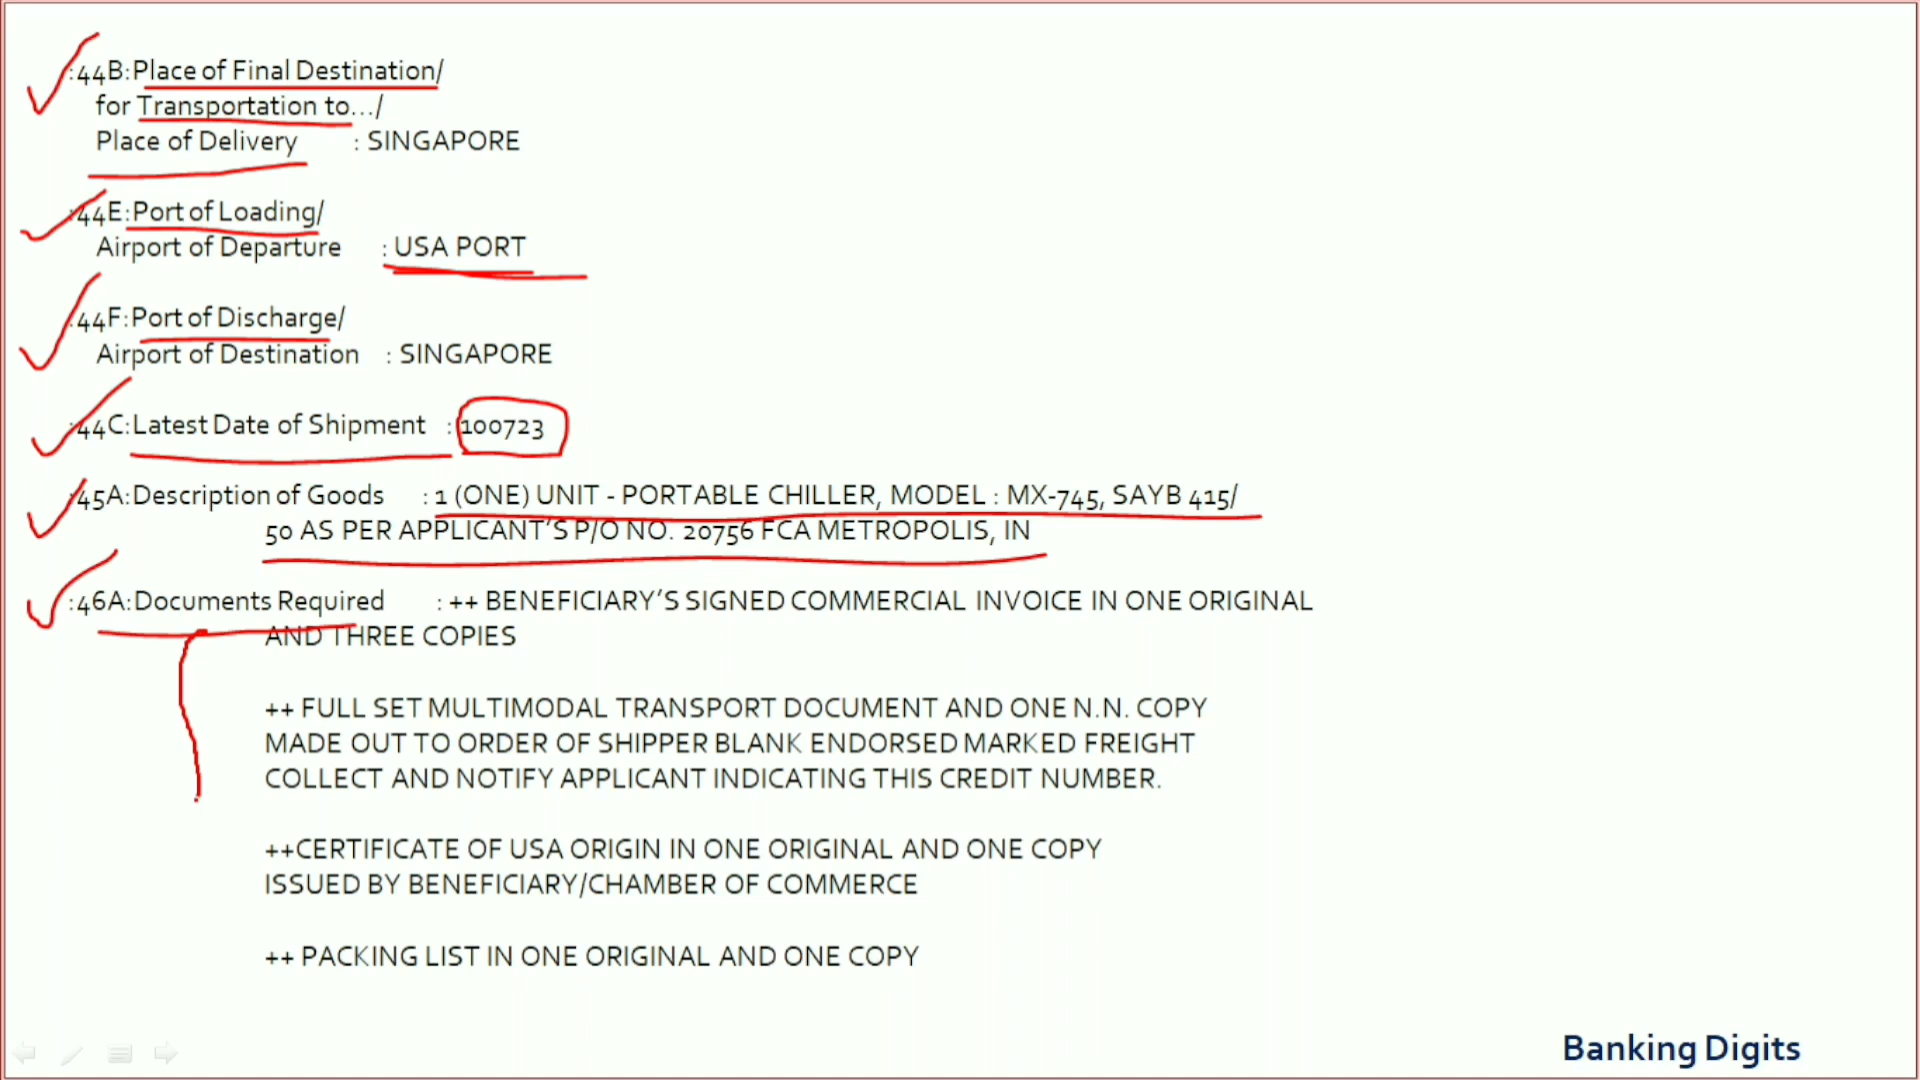 :44B:Place of Final Destination/
for Transportation to.../
Place of Delivery : SINGAPORE
:44E:Port of Loading/
Airport of Departure : USA PORT
:44F:Port of Discharge/
Airport of Destination : SINGAPORE
:44C:Latest Date of Shipment : 100723
:45A:Description of Goods : 1 (ONE) UNIT - PORTABLE CHILLER, MODEL : MX-745, SAYB 415/
50 AS PER APPLICANT'S P/O NO. 20756 FCA METROPOLIS, IN
:46A:Documents Required : ++ BENEFICIARY'S SIGNED COMMERCIAL INVOICE IN ONE ORIGINAL
AND THREE COPIES
++ FULL SET MULTIMODAL TRANSPORT DOCUMENT AND ONE N.N. COPY
MADE OUT TO ORDER OF SHIPPER BLANK ENDORSED MARKED FREIGHT
COLLECT AND NOTIFY APPLICANT INDICATING THIS CREDIT NUMBER.
++CERTIFICATE OF USA ORIGIN IN ONE ORIGINAL AND ONE COPY
ISSUED BY BENEFICIARY/CHAMBER OF COMMERCE
++ PACKING LIST IN ONE ORIGINAL AND ONE COPY
Banking Digits